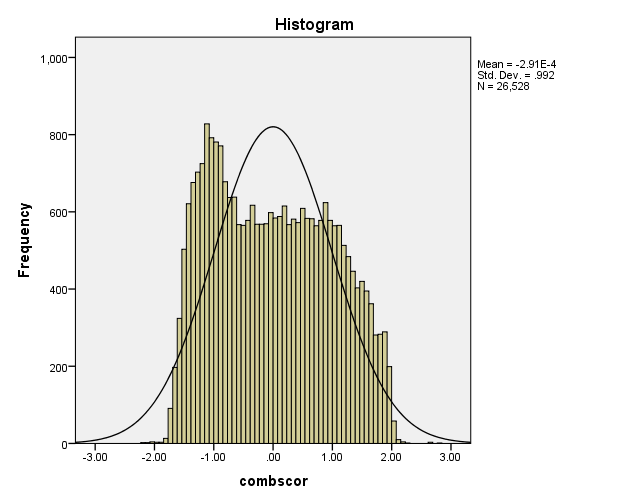 Histogram
1,000
800
600
400
200
0
Frequency
-3.00
-2.00
-1.00
.00
1.00
2.00
3.00
combscor
Mean = -2.91E-4
Std. Dev. = .992
N = 26,528